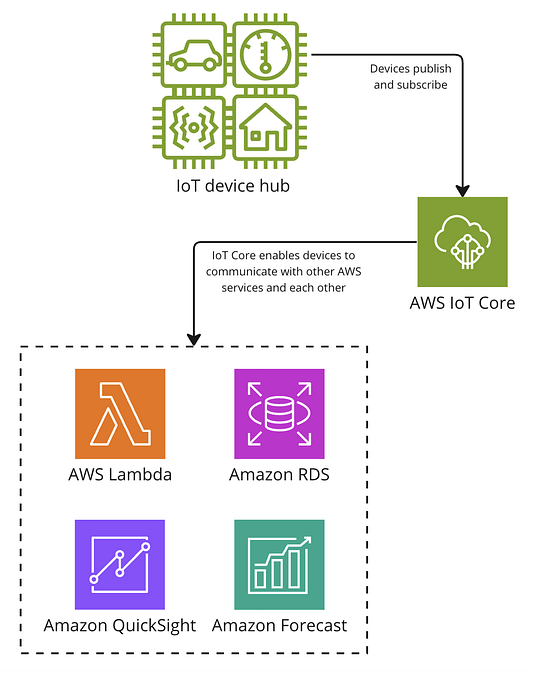 Devices publish
and subscribe
IoT device hub
IoT Core enables devices to
communicate with other AWS
services and each other
AWS IoT Core
AWS Lambda
Amazon RDS
Amazon QuickSight
Amazon Forecast